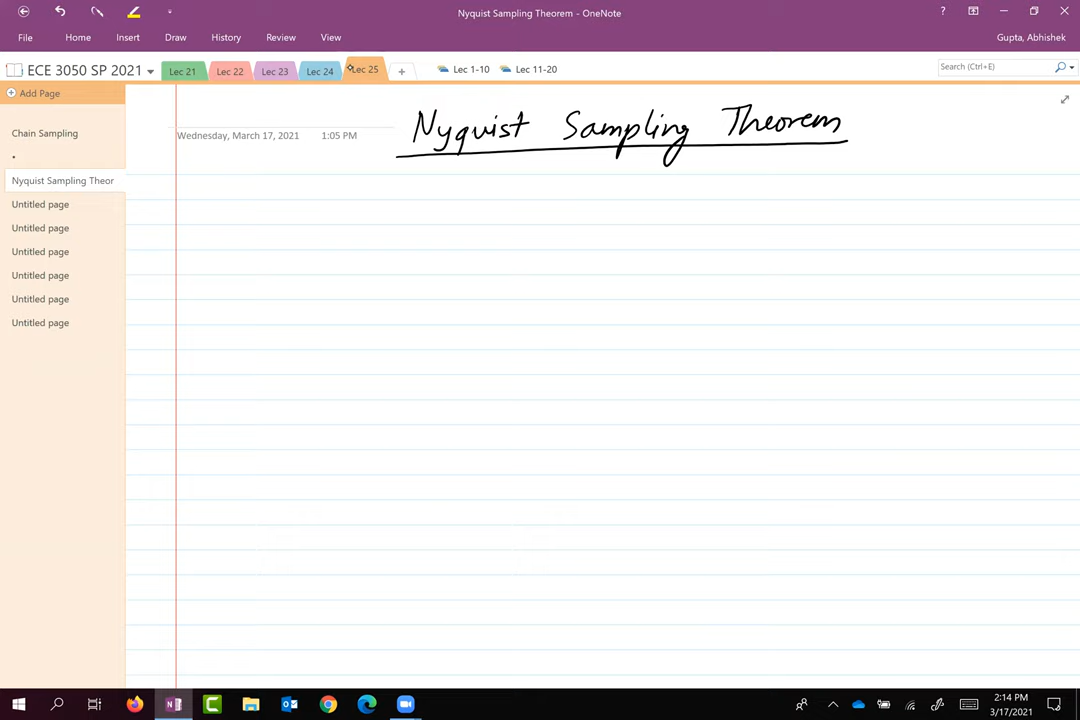 Nyquist Sampling Theorem - OneNote
?
File
Home
Insert
Draw
History
Review
View
Gupta, Abhishek
ECE 3050 SP 2021
Lec 21
Lec 22
Lec 23
Lec 24
Lec 25
+
Lec 1-10
Lec 11-20
Search (Ctrl+E)
Add Page
Nyquist Sampling Theorem
Wednesday, March 17, 2021 1:05 PM
Chain Sampling
Nyquist Sampling Theor
Untitled page
Untitled page
Untitled page
Untitled page
Untitled page
Untitled page
2:14 PM
3/17/2021